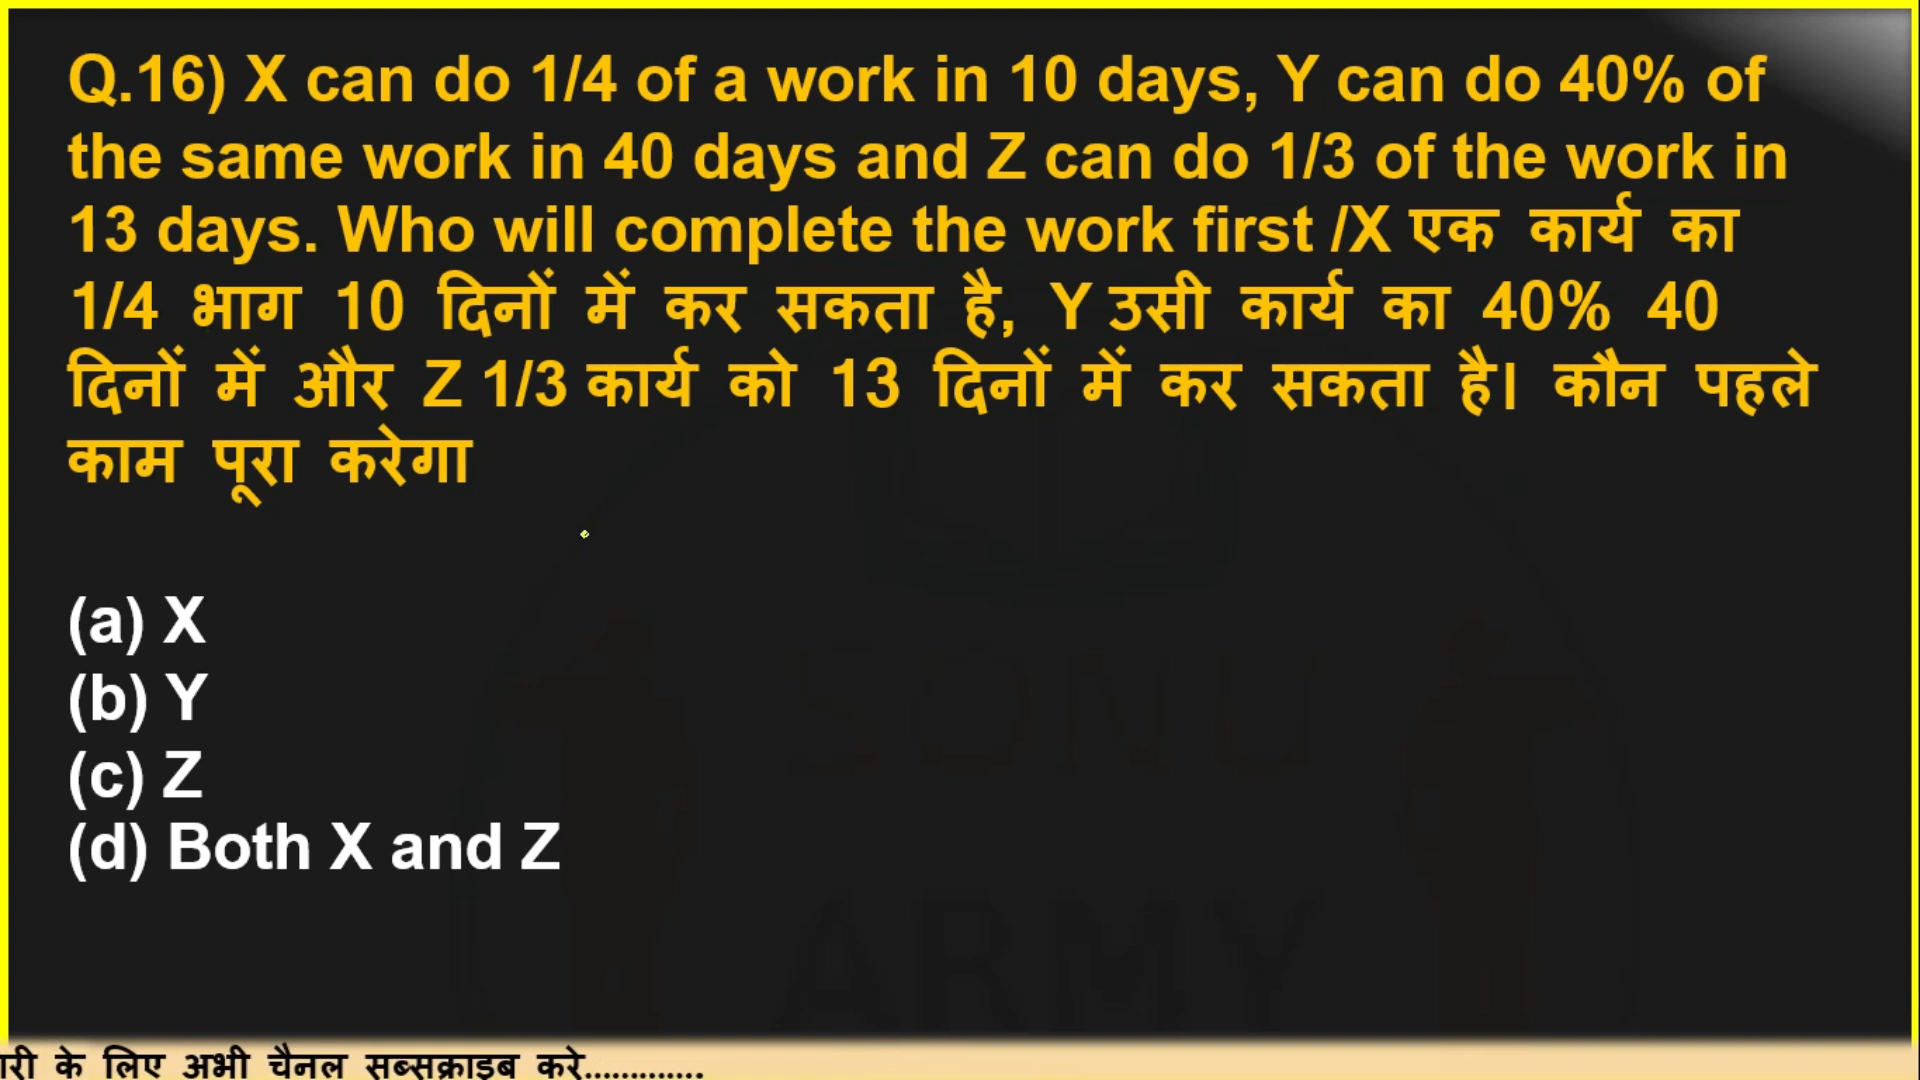 Q.16) X can do 1/4 of a work in 10 days, Y can do 40% of
the same work in 40 days and Z can do 1/3 of the work in
13 days. Who will complete the work first /X एक कार्य का
1/4 भाग 10 दिनों में कर सकता है, Y उसी कार्य का 40% 40
दिनों में और Z 1/3 कार्य को 13 दिनों में कर सकता है। कौन पहले
काम पूरा करेगा
(a) X
(b) Y
(c) Z
(d) Both X and Z
SONU
ARMY
के लिए अभी चैनल सब्सक्राइब करे.............